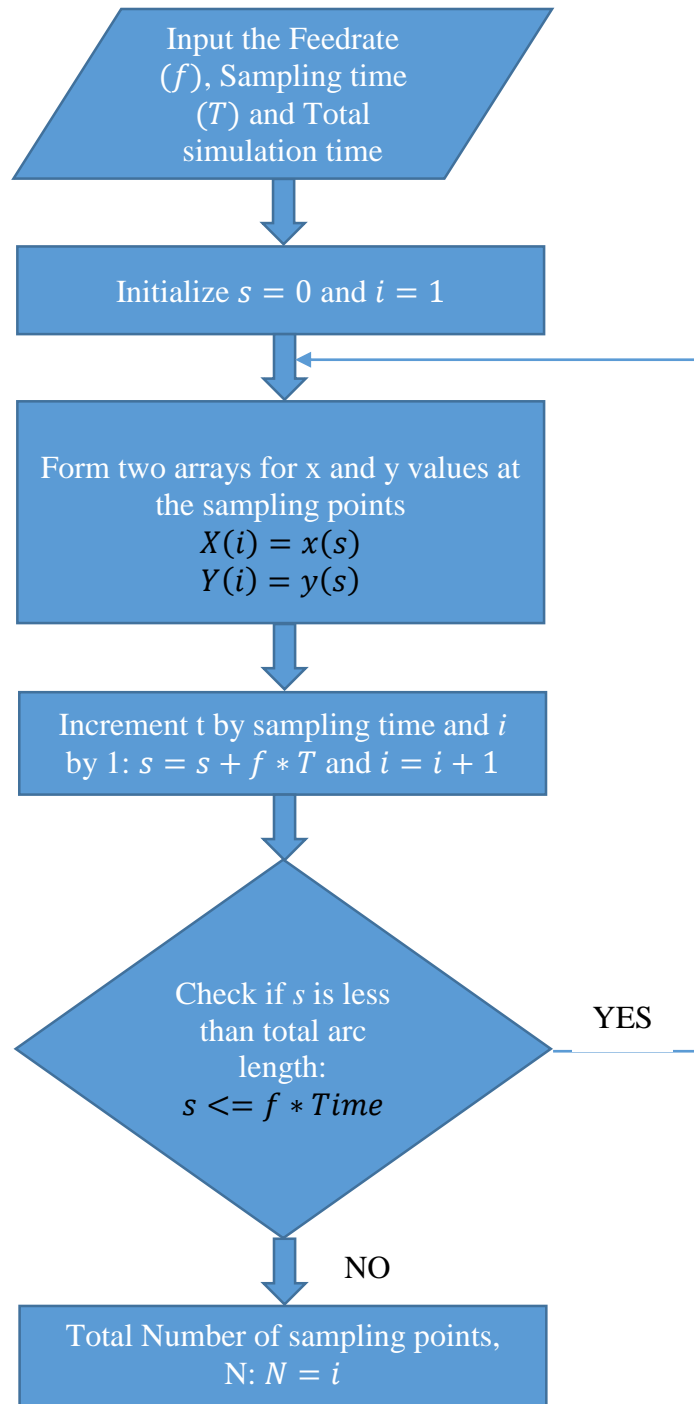 Input the Feedrate
(𝑓), Sampling time
(𝑇) and Total
simulation time
Initialize 𝑠 = 0 and 𝑖 = 1
Form two arrays for x and y values at
the sampling points
𝑋(𝑖) = 𝑥(𝑠)
𝑌(𝑖) = 𝑦(𝑠)
Increment t by sampling time and i
by 1: 𝑠 = 𝑠 + 𝑓 ∗ 𝑇 and 𝑖 = 𝑖 + 1
Check if s is less
than total arc
length:
𝑠 <= 𝑓 ∗ 𝑇𝑖𝑚𝑒
YES
NO
Total Number of sampling points,
N: 𝑁 = 𝑖